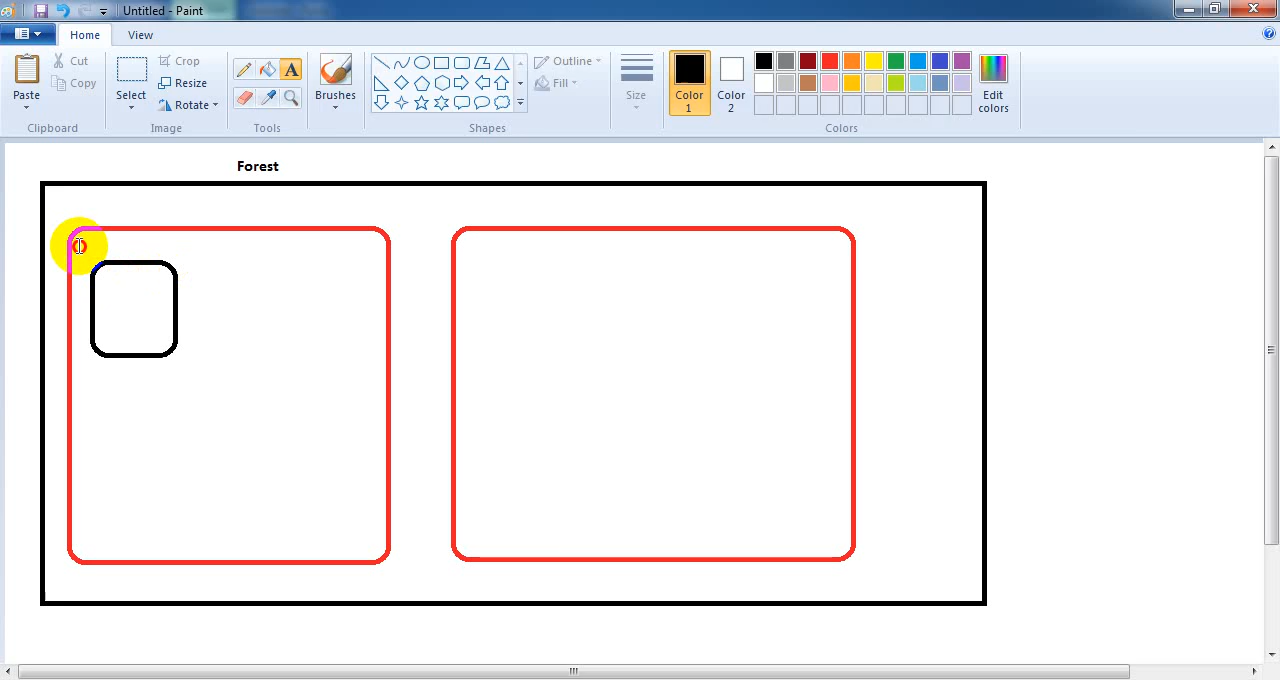 Untitled - Paint
Home View
Paste
Cut
Copy
Clipboard
Select
Crop
Resize
Rotate
Image
A
Tools
Brushes
Shapes
Outline
Fill
Size
Color 1
Color 2
Edit colors
Colors
Forest